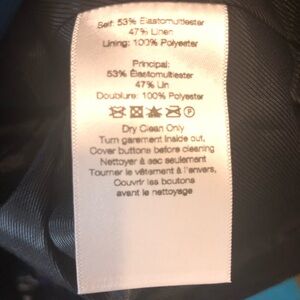 Self: 53% Elastomultiester
47% Linen
Lining: 100% Polyester
Principal:
53% Elastomultiester
47% Lin
Doublure: 100% Polyester
P
Dry Clean Only
Turn garement inside out,
Cover buttons before cleaning
Nettoyer à sec seulement
Tourner le vêtement à l'envers,
Couvrir les boutons
avant le nettoyage